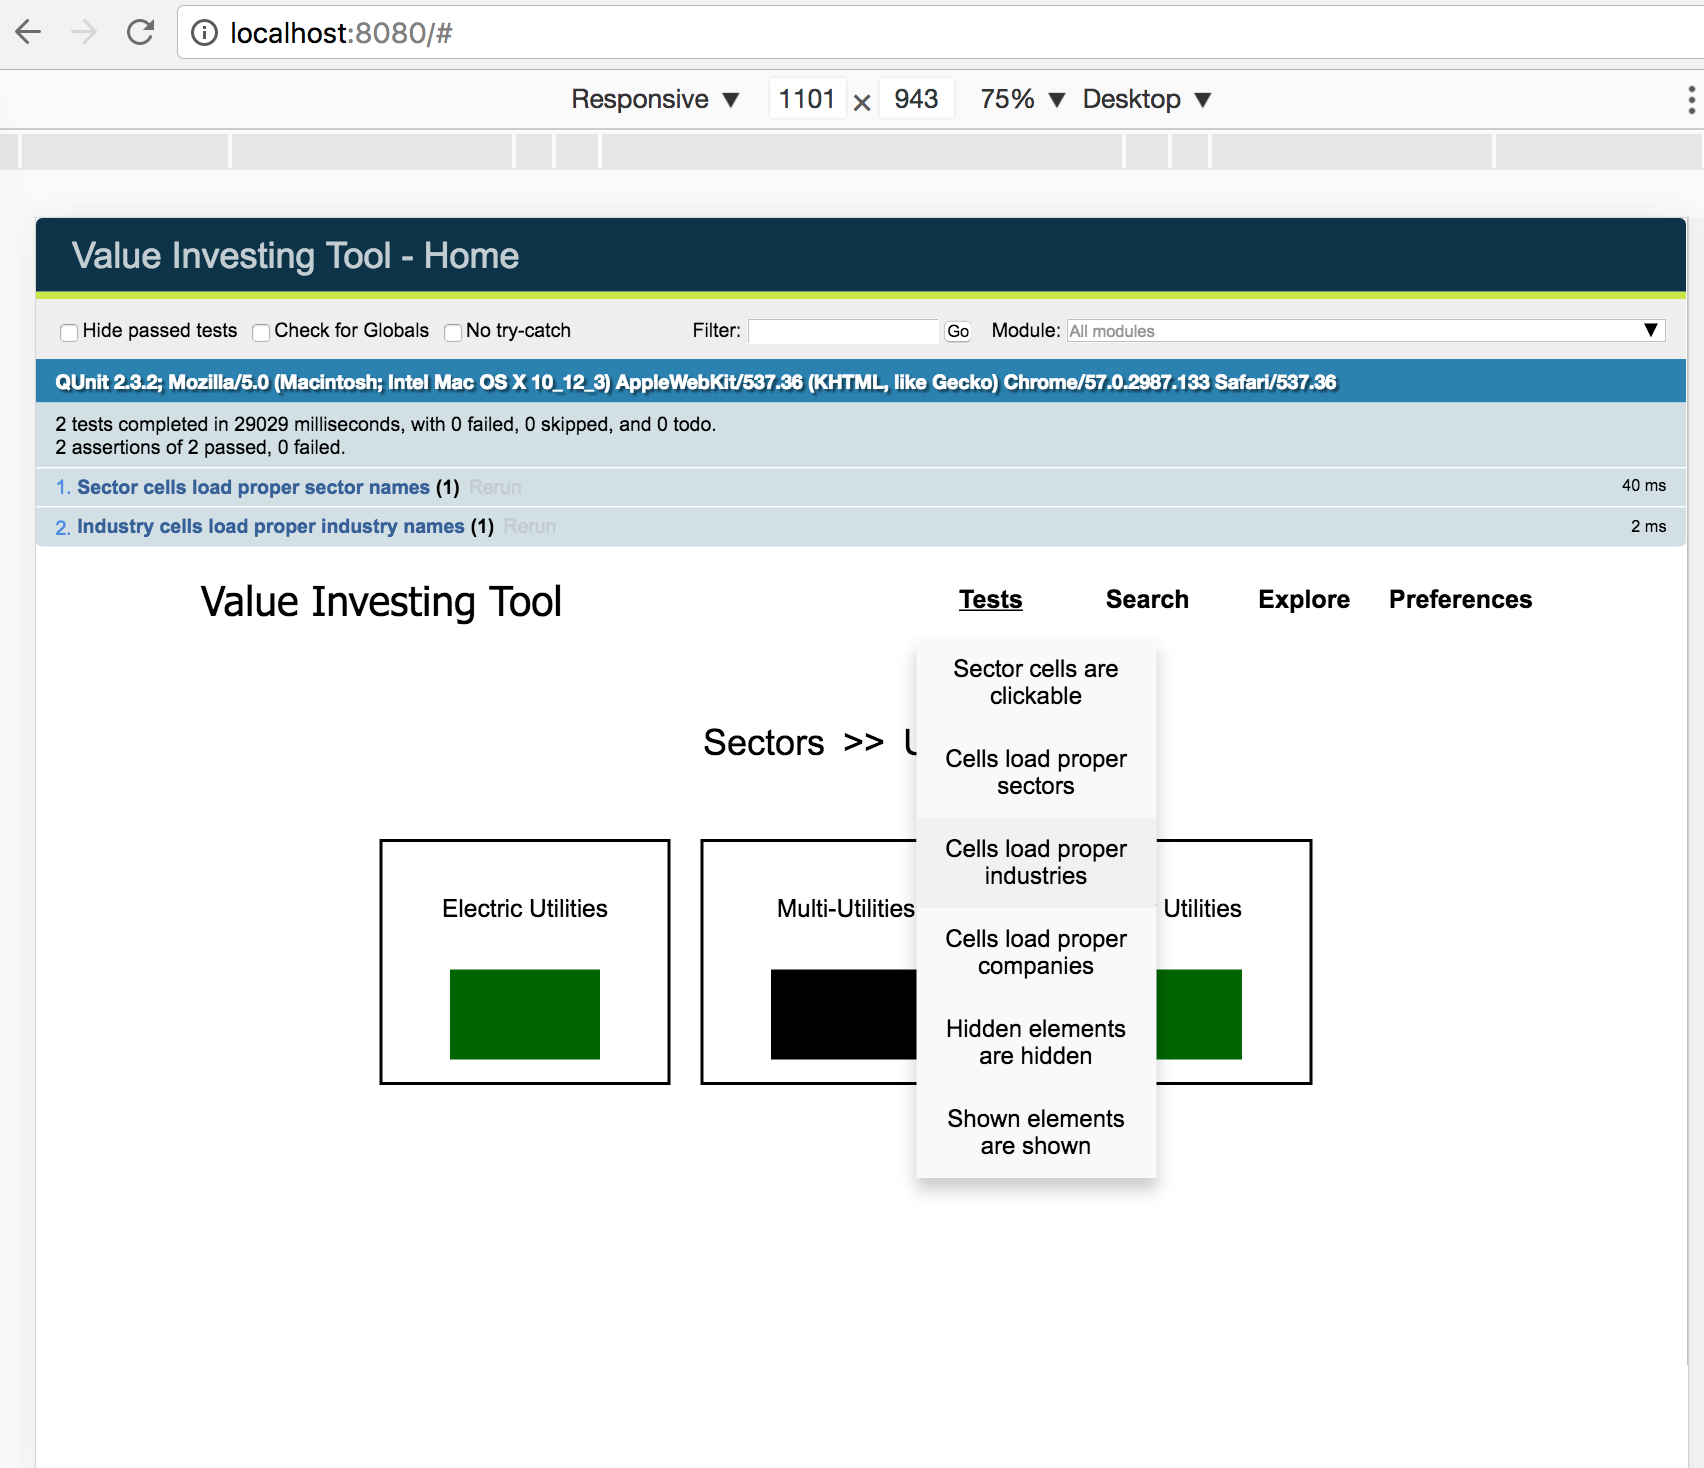 localhost:8080/#
Responsive ▼ 1101 × 943 75% ▼ Desktop ▼
Value Investing Tool - Home
Hide passed tests Check for Globals No try-catch Filter: Go Module: All modules ▼
QUnit 2.3.2; Mozilla/5.0 (Macintosh; Intel Mac OS X 10_12_3) AppleWebKit/537.36 (KHTML, like Gecko) Chrome/57.0.2987.133 Safari/537.36
2 tests completed in 29029 milliseconds, with 0 failed, 0 skipped, and 0 todo.
2 assertions of 2 passed, 0 failed.
1. Sector cells load proper sector names (1) Rerun 40 ms
2. Industry cells load proper industry names (1) Rerun 2 ms
Value Investing Tool Tests Search Explore Preferences
Sector cells are
clickable
Sectors >>
Cells load proper
sectors
Cells load proper
industries
Electric Utilities Multi-Utilities Utilities
Cells load proper
companies
Hidden elements
are hidden
Shown elements
are shown